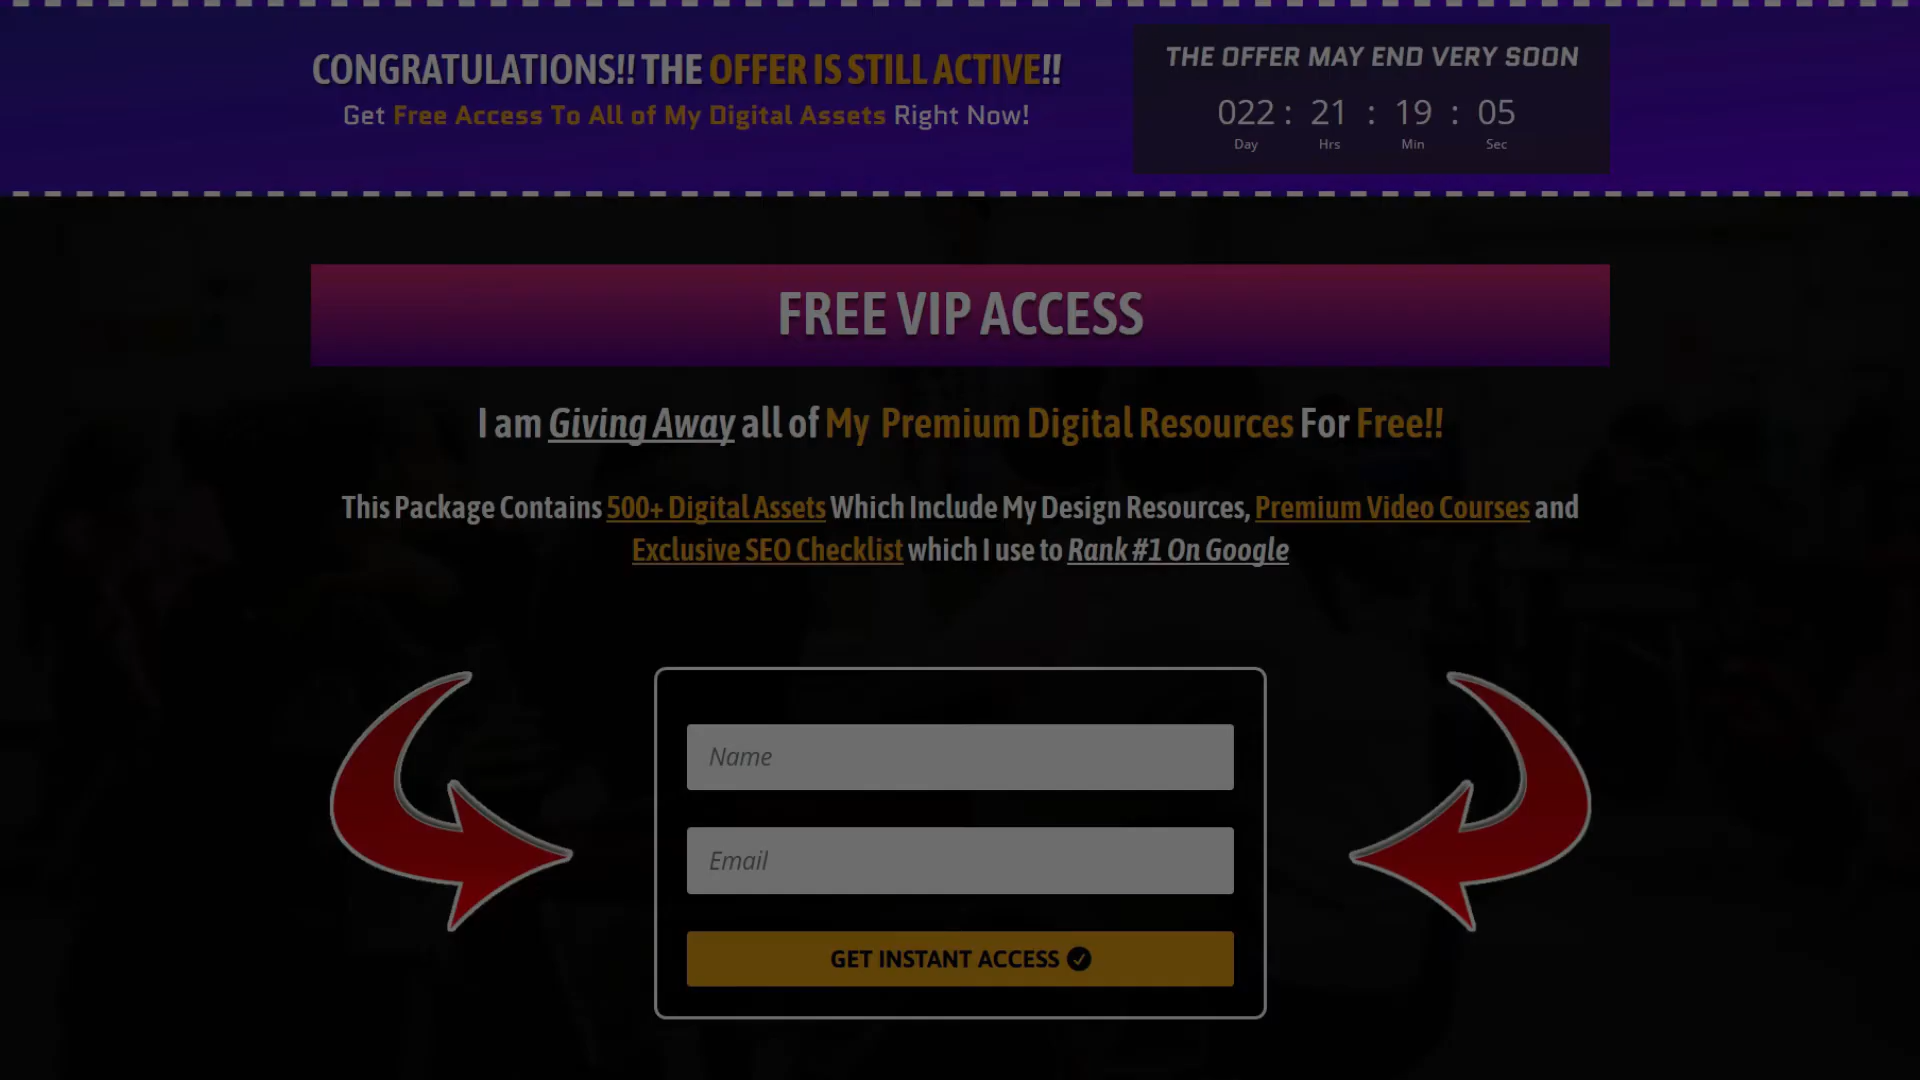 CONGRATULATIONS!! THE OFFER IS STILL ACTIVE!!
Get Free Access To All of My Digital Assets Right Now!
THE OFFER MAY END VERY SOON
022 : 21 : 19 : 05
Day Hrs Min Sec
FREE VIP ACCESS
I am Giving Away all of My Premium Digital Resources For Free!!
This Package Contains 500+ Digital Assets Which Include My Design Resources, Premium Video Courses and
Exclusive SEO Checklist which I use to Rank #1 On Google
Name
Email
GET INSTANT ACCESS